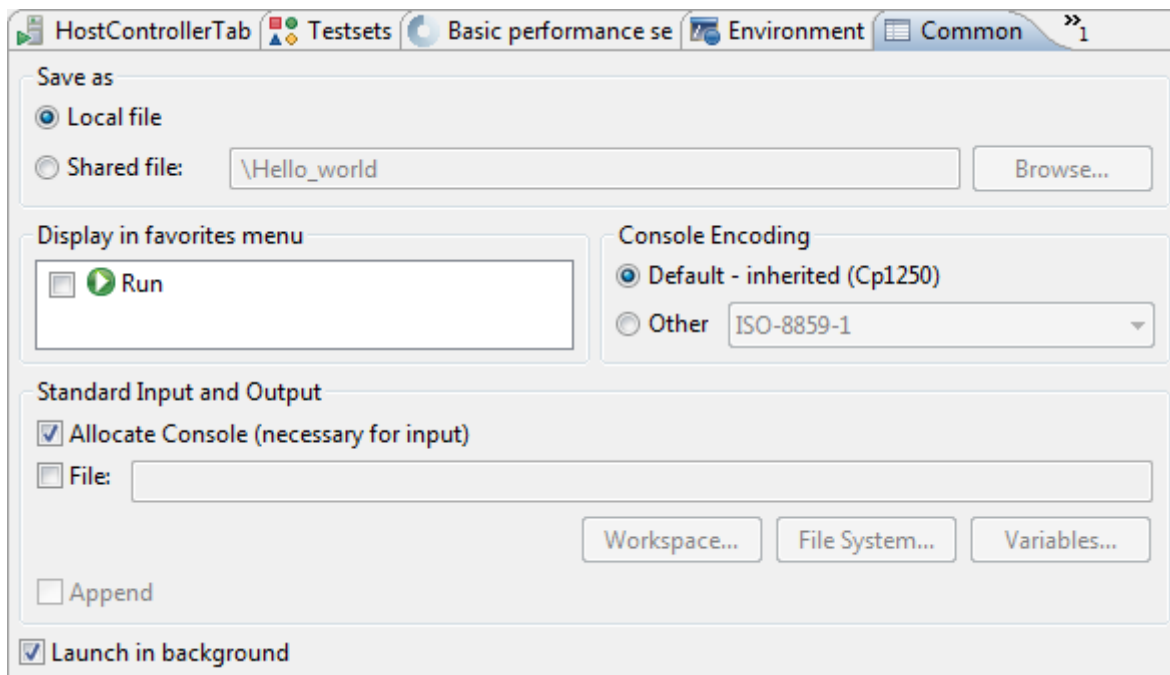 HostControllerTab Testsets Basic performance se Environment Common »1
Save as
Local file
Shared file: \Hello_world Browse...
Display in favorites menu
Run
Console Encoding
Default - inherited (Cp1250)
Other ISO-8859-1
Standard Input and Output
Allocate Console (necessary for input)
File:
Workspace... File System... Variables...
Append
Launch in background